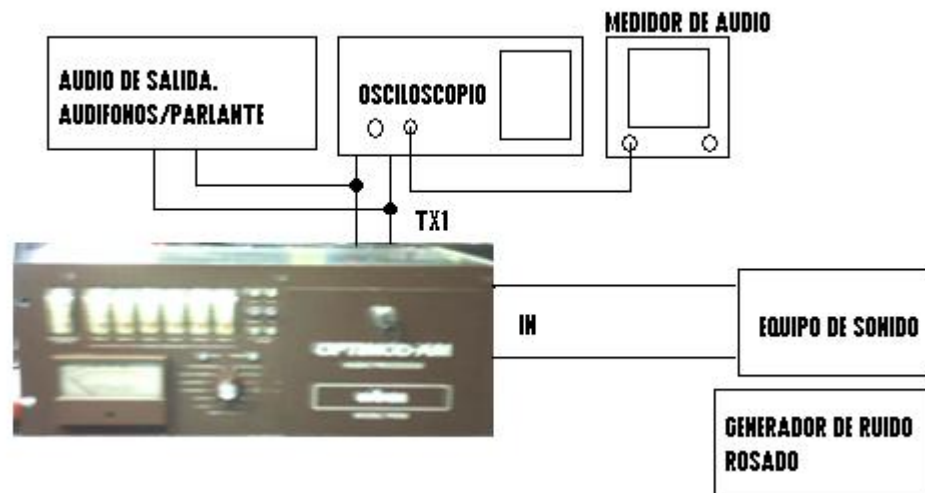 MEDIDOR DE AUDIO
AUDIO DE SALIDA.
AUDIFONOS/PARLANTE
OSCILOSCOPIO
TX1
IN
EQUIPO DE SONIDO
OPTIMOD-AM
GENERADOR DE RUIDO
ROSADO